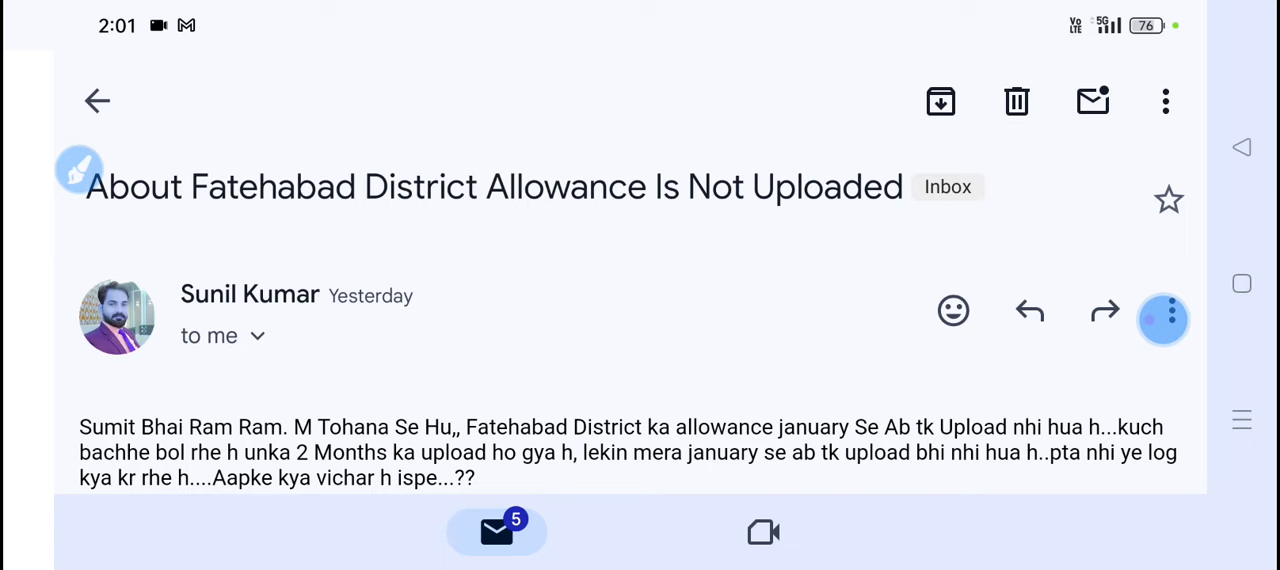 2:01
Vo LTE 5G 76
About Fatehabad District Allowance Is Not Uploaded Inbox
Sunil Kumar Yesterday
to me
Sumit Bhai Ram Ram. M Tohana Se Hu,, Fatehabad District ka allowance january Se Ab tk Upload nhi hua h...kuch
bachhe bol rhe h unka 2 Months ka upload ho gya h, lekin mera january se ab tk upload bhi nhi hua h..pta nhi ye log
kya kr rhe h....Aapke kya vichar h ispe...??
5